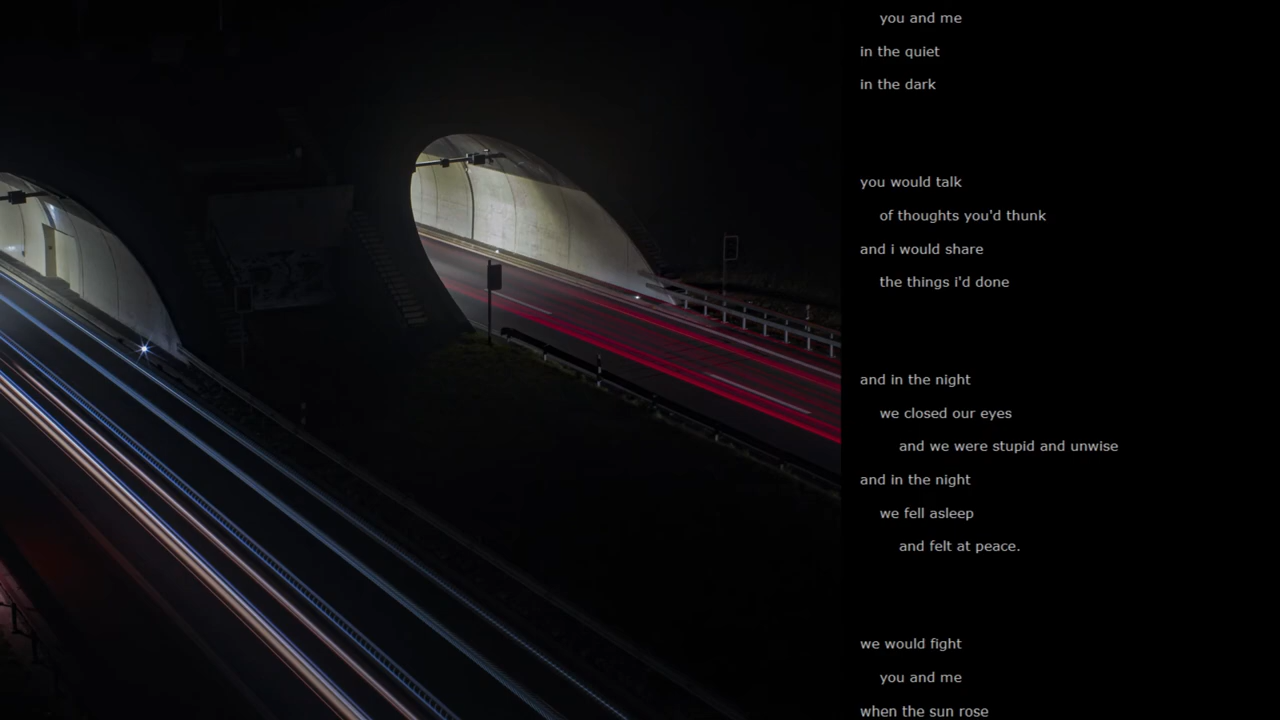 you and me
in the quiet
in the dark
you would talk
of thoughts you'd thunk
and i would share
the things i'd done
and in the night
we closed our eyes
and we were stupid and unwise
and in the night
we fell asleep
and felt at peace.
we would fight
you and me
when the sun rose